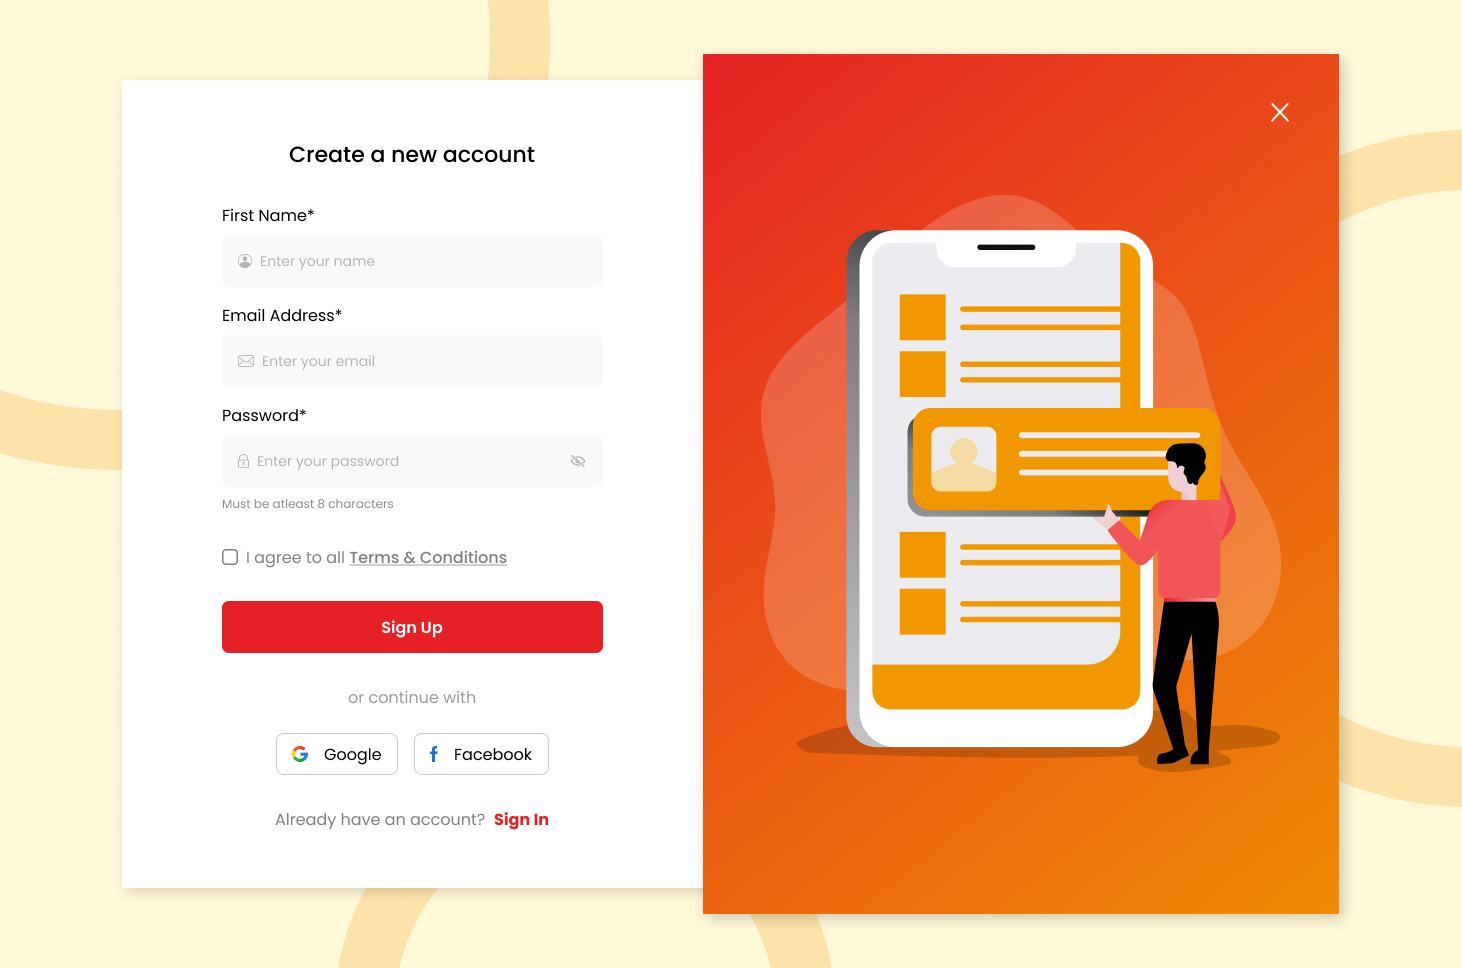 Create a new account
First Name*
Enter your name
Email Address*
Enter your email
Password*
Enter your password
Must be atleast 8 characters
I agree to all Terms & Conditions
Sign Up
or continue with
Google
Facebook
Already have an account? Sign In